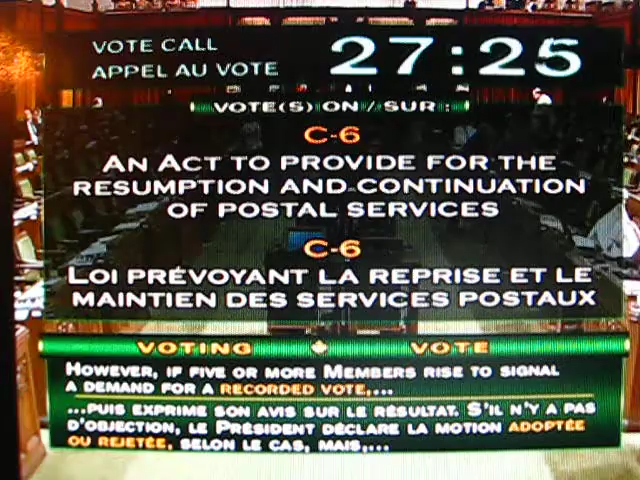 VOTE CALL
APPEL AU VOTE
27:25
VOTE(S) ON / SUR :
C-6
AN ACT TO PROVIDE FOR THE
RESUMPTION AND CONTINUATION
OF POSTAL SERVICES
C-6
LOI PRÉVOYANT LA REPRISE ET LE
MAINTIEN DES SERVICES POSTAUX
VOTING VOTE
HOWEVER, IF FIVE OR MORE MEMBERS RISE TO SIGNAL
A DEMAND FOR A RECORDED VOTE,...
...PUIS EXPRIME SON AVIS SUR LE RÉSULTAT. S'IL N'Y A PAS
D'OBJECTION, LE PRÉSIDENT DÉCLARE LA MOTION ADOPTÉE
OU REJETÉE, SELON LE CAS, MAIS,...